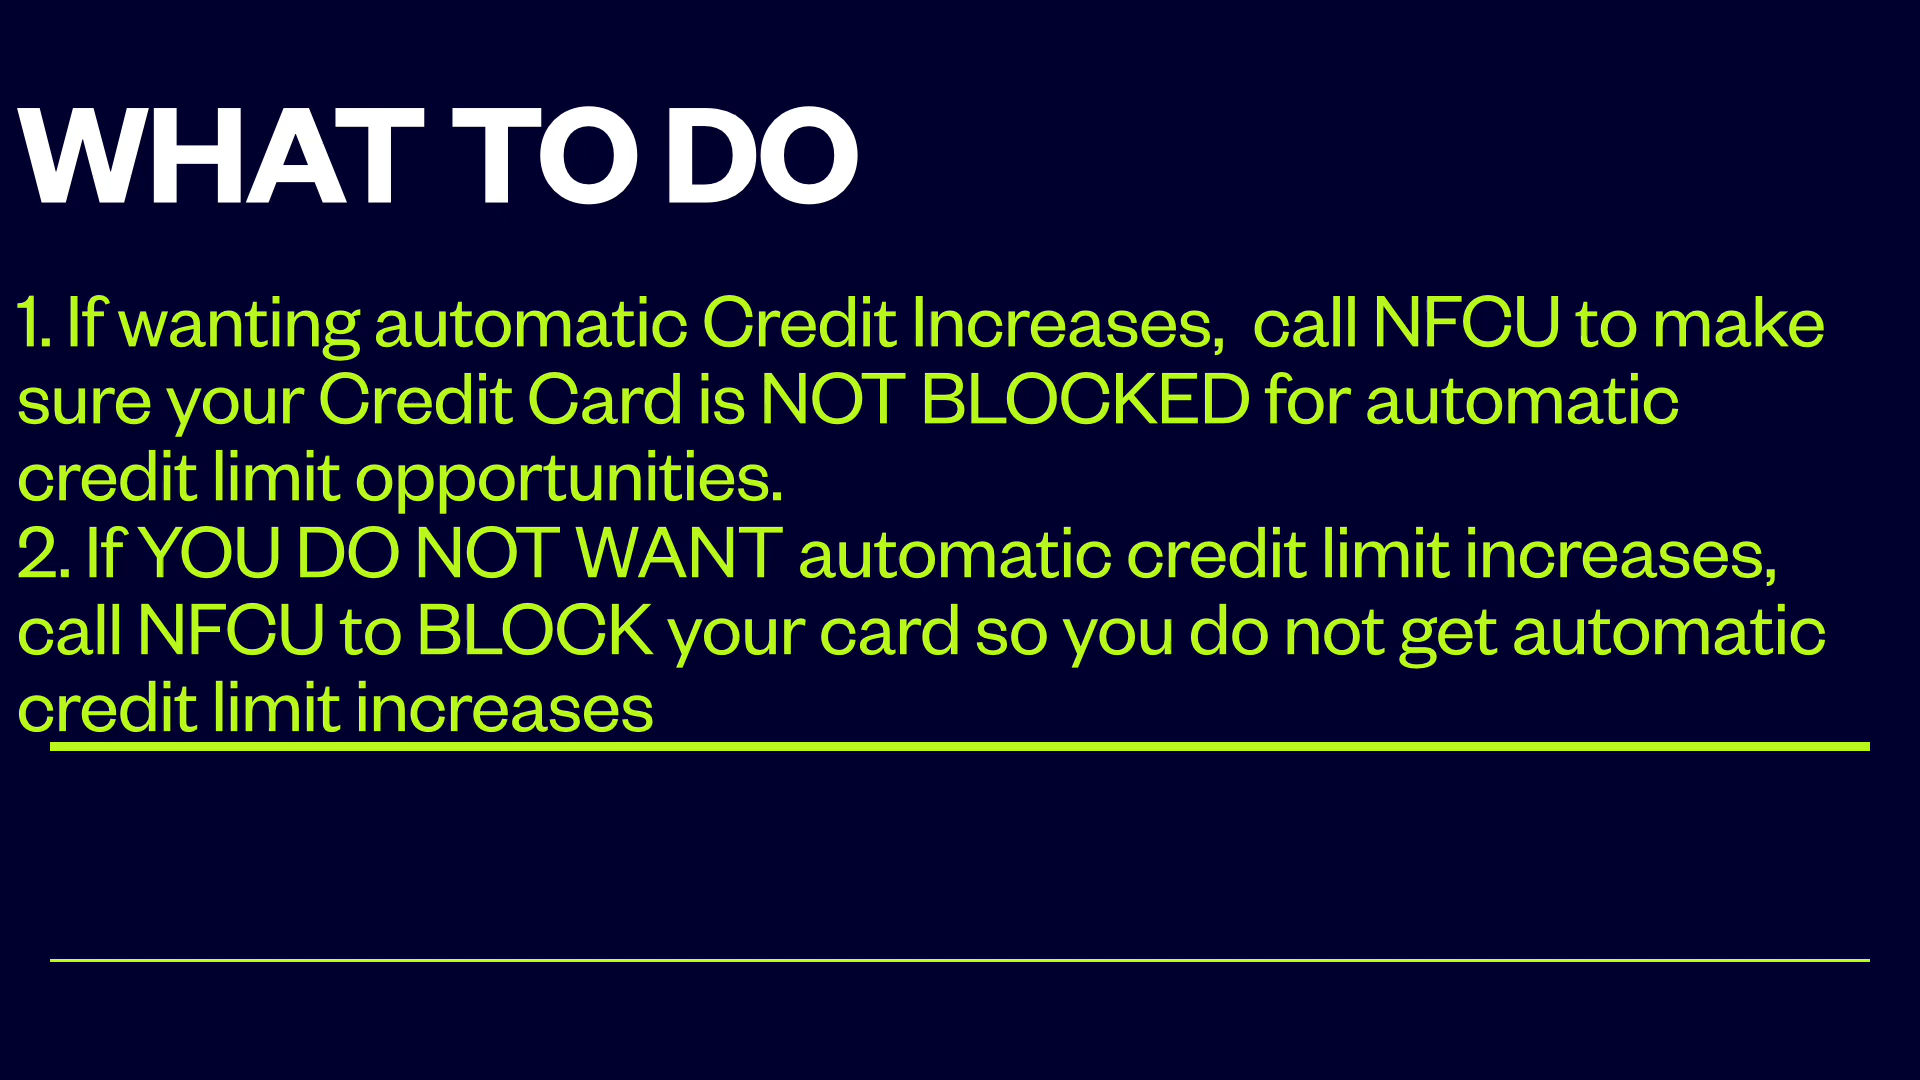 WHAT TO DO
1. If wanting automatic Credit Increases,  call NFCU to make
sure your Credit Card is NOT BLOCKED for automatic
credit limit opportunities.
2. If YOU DO NOT WANT automatic credit limit increases,
call NFCU to BLOCK your card so you do not get automatic
credit limit increases